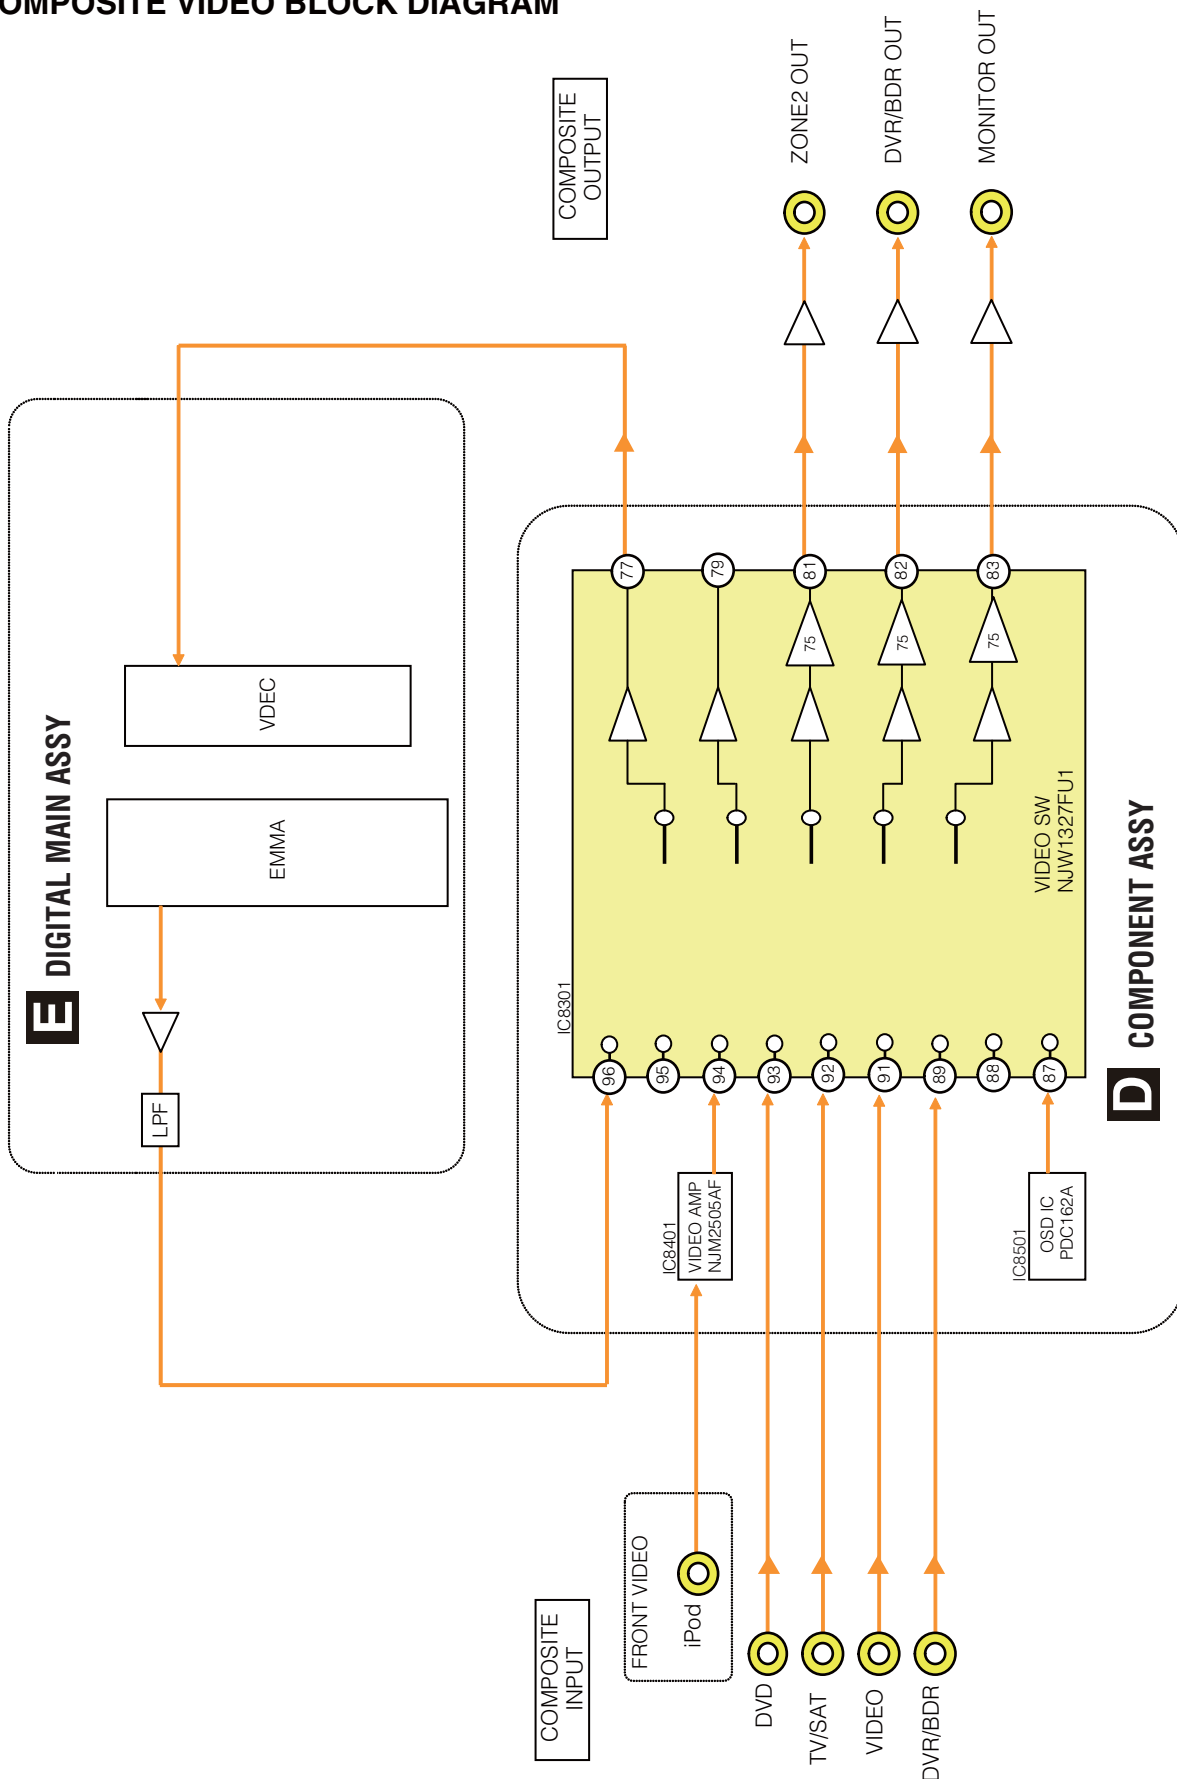 OMPOSITE VIDEO BLOCK DIAGRAM
COMPOSITE
OUTPUT
ZONE2 OUT
DVR/BDR OUT
MONITOR OUT
E DIGITAL MAIN ASSY
VDEC
EMMA
LPF
77
79
81
82
83
75
75
75
VIDEO SW
NJW1327FU1
IC8301
96
95
94
93
92
91
89
88
87
D COMPONENT ASSY
IC8401
VIDEO AMP
NJM2505AF
IC8501
OSD IC
PDC162A
COMPOSITE
INPUT
FRONT VIDEO
iPod
DVD
TV/SAT
VIDEO
DVR/BDR